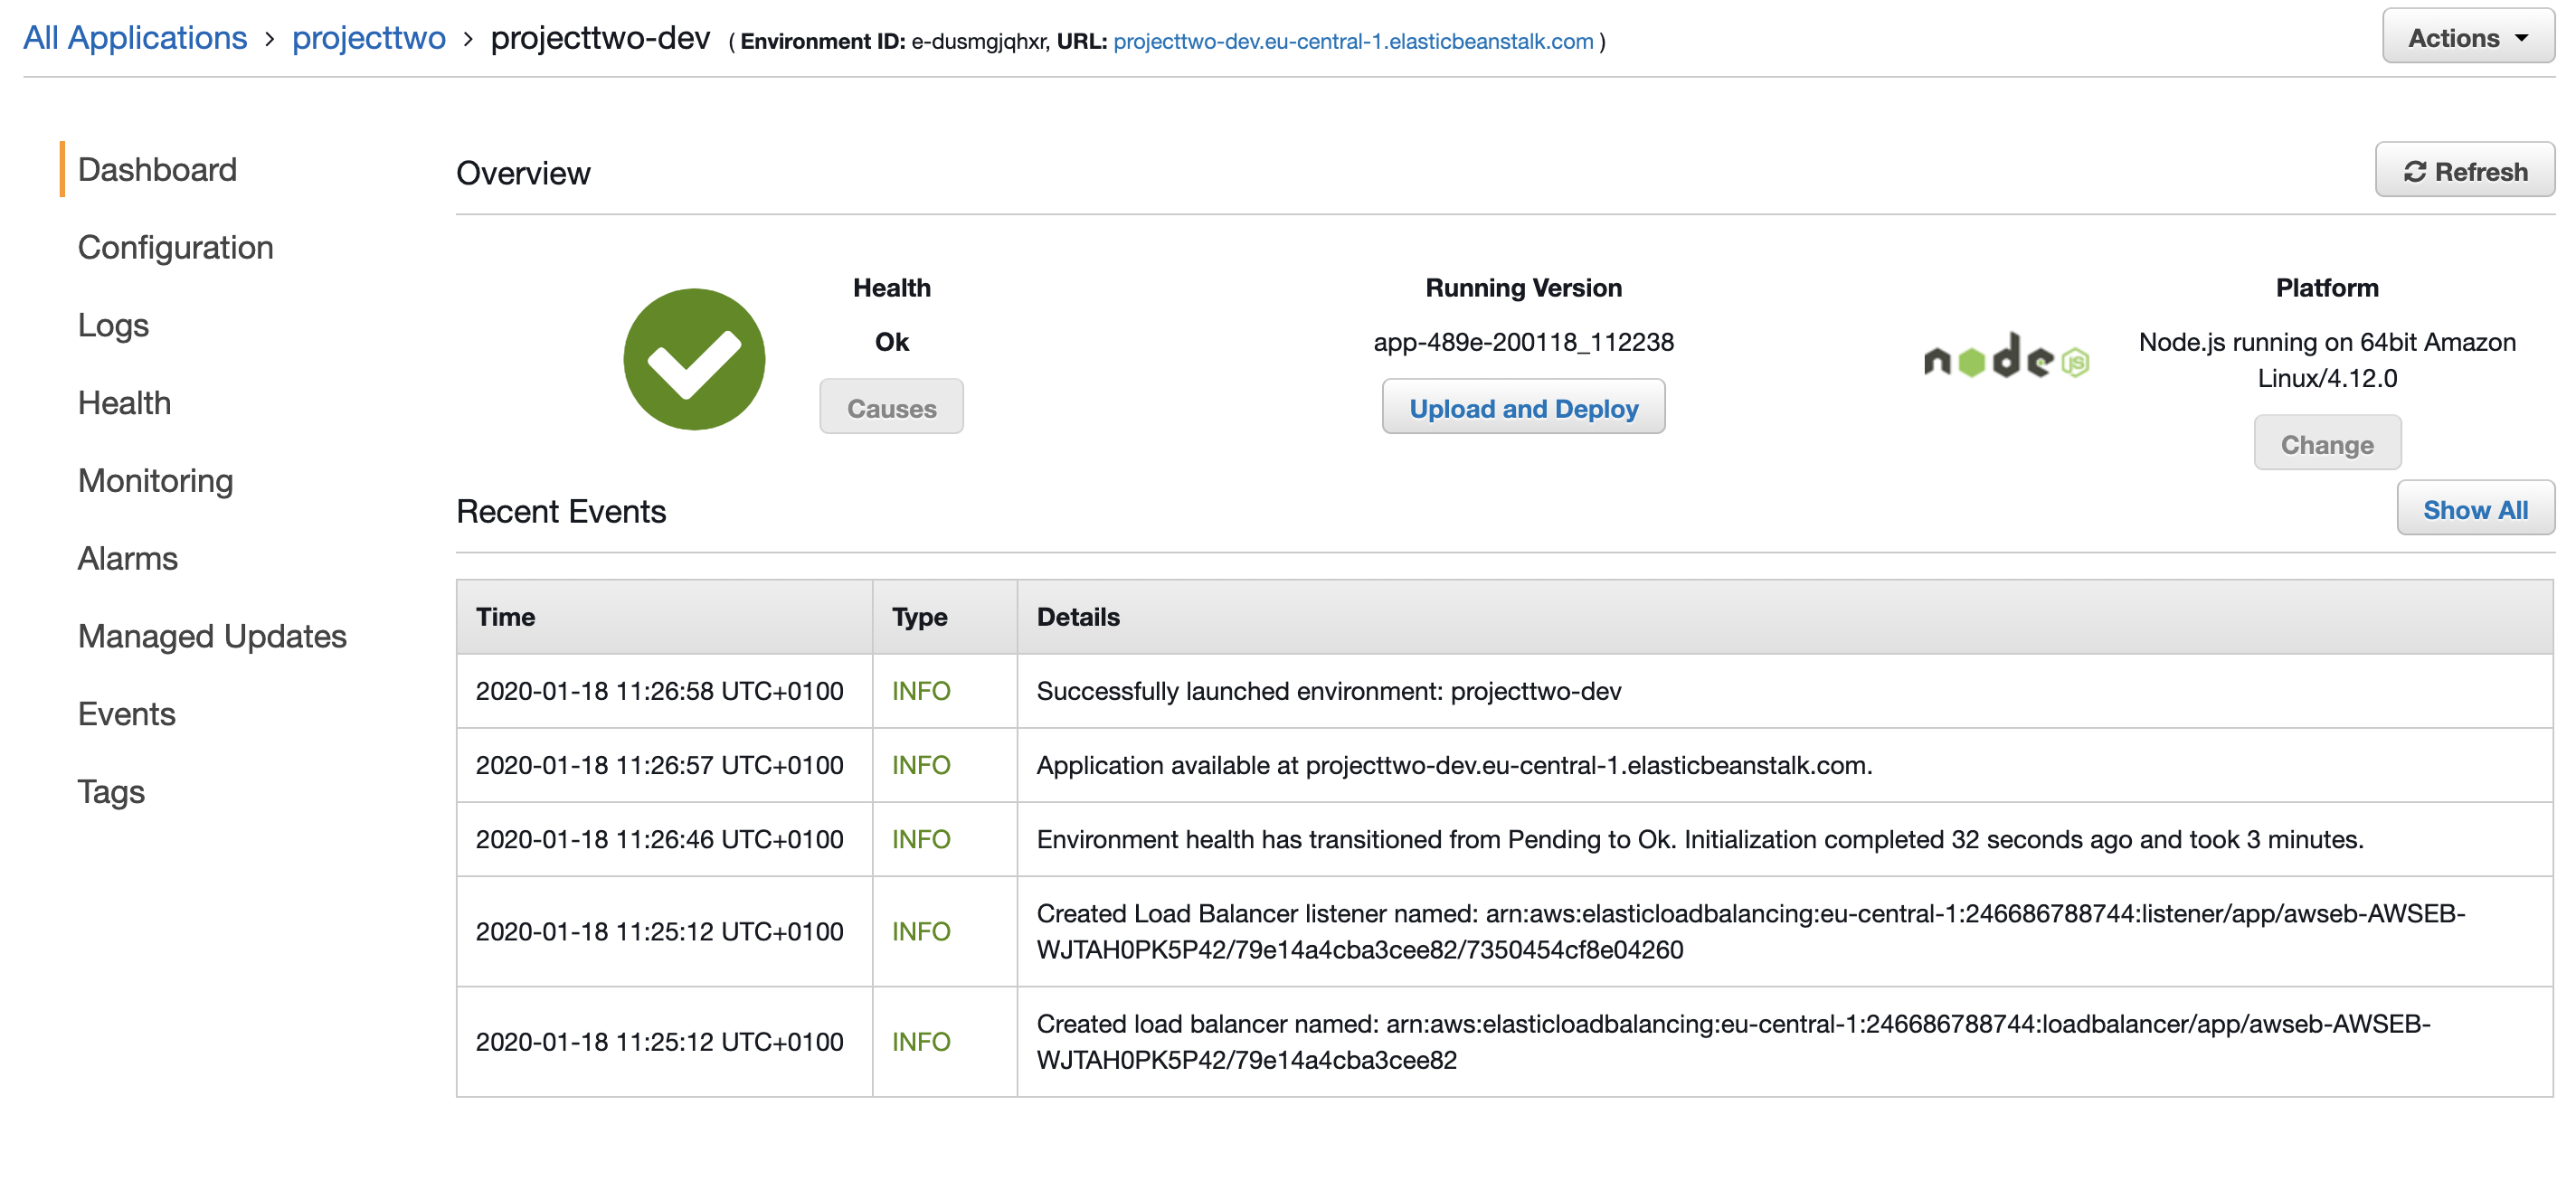 All Applications > projecttwo > projecttwo-dev ( Environment ID: e-dusmgjqhxr, URL: projecttwo-dev.eu-central-1.elasticbeanstalk.com )
Actions
Dashboard
Configuration
Logs
Health
Monitoring
Alarms
Managed Updates
Events
Tags
Overview
Refresh
Health
Ok
Causes
Running Version
app-489e-200118_112238
Upload and Deploy
node JS
Platform
Node.js running on 64bit Amazon
Linux/4.12.0
Change
Recent Events
Show All
Time Type Details
2020-01-18 11:26:58 UTC+0100 INFO Successfully launched environment: projecttwo-dev
2020-01-18 11:26:57 UTC+0100 INFO Application available at projecttwo-dev.eu-central-1.elasticbeanstalk.com.
2020-01-18 11:26:46 UTC+0100 INFO Environment health has transitioned from Pending to Ok. Initialization completed 32 seconds ago and took 3 minutes.
2020-01-18 11:25:12 UTC+0100 INFO Created Load Balancer listener named: arn:aws:elasticloadbalancing:eu-central-1:246686788744:listener/app/awseb-AWSEB-
WJTAH0PK5P42/79e14a4cba3cee82/7350454cf8e04260
2020-01-18 11:25:12 UTC+0100 INFO Created load balancer named: arn:aws:elasticloadbalancing:eu-central-1:246686788744:loadbalancer/app/awseb-AWSEB-
WJTAH0PK5P42/79e14a4cba3cee82